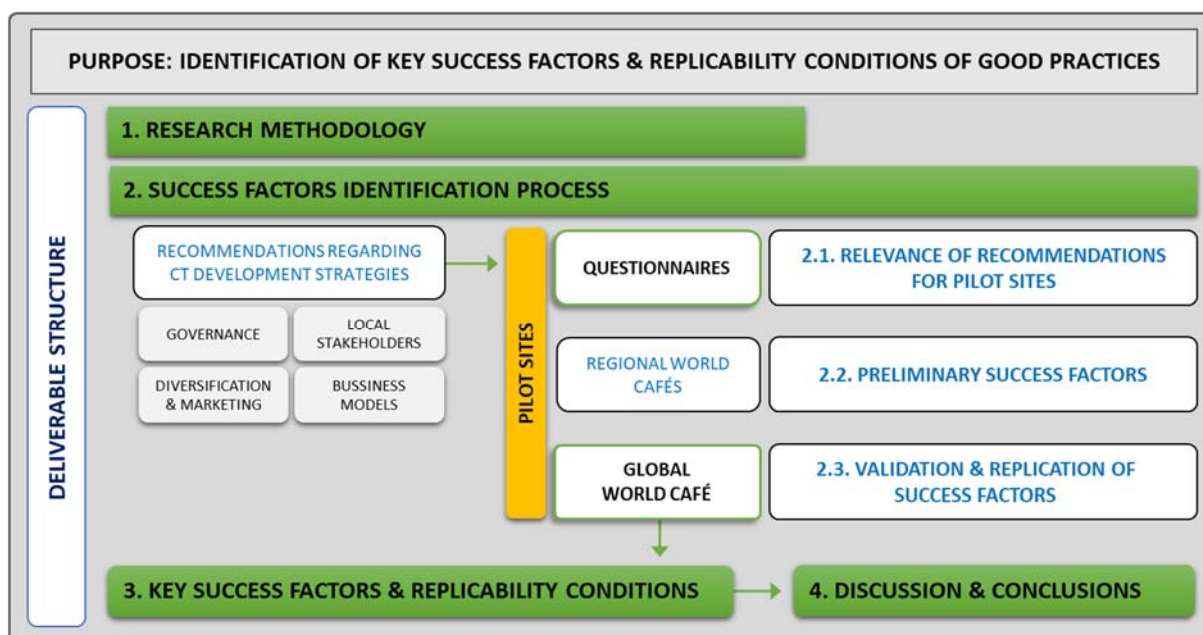 PURPOSE: IDENTIFICATION OF KEY SUCCESS FACTORS & REPLICABILITY CONDITIONS OF GOOD PRACTICES
DELIVERABLE STRUCTURE
1. RESEARCH METHODOLOGY
2. SUCCESS FACTORS IDENTIFICATION PROCESS
RECOMMENDATIONS REGARDING
CT DEVELOPMENT STRATEGIES
GOVERNANCE
LOCAL
STAKEHOLDERS
DIVERSIFICATION
& MARKETING
BUSSINESS
MODELS
PILOT SITES
QUESTIONNAIRES
2.1. RELEVANCE OF RECOMMENDATIONS
FOR PILOT SITES
REGIONAL WORLD
CAFÉS
2.2. PRELIMINARY SUCCESS FACTORS
GLOBAL
WORLD CAFÉ
2.3. VALIDATION & REPLICATION OF
SUCCESS FACTORS
3. KEY SUCCESS FACTORS & REPLICABILITY CONDITIONS
4. DISCUSSION & CONCLUSIONS